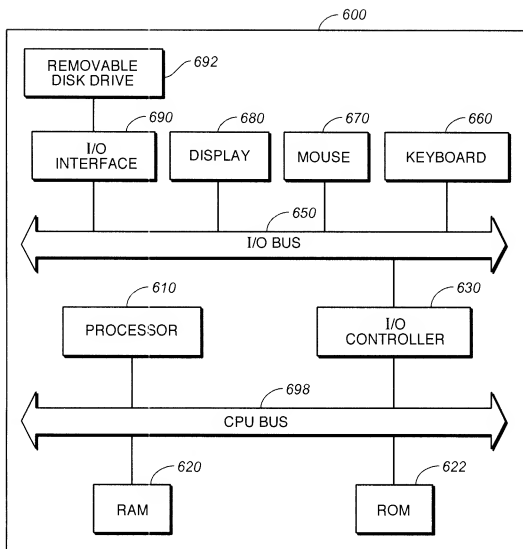 600
REMOVABLE
DISK DRIVE
692
690
680
670
660
I/O
INTERFACE
DISPLAY
MOUSE
KEYBOARD
650
I/O BUS
610
630
PROCESSOR
I/O
CONTROLLER
698
CPU BUS
620
622
RAM
ROM